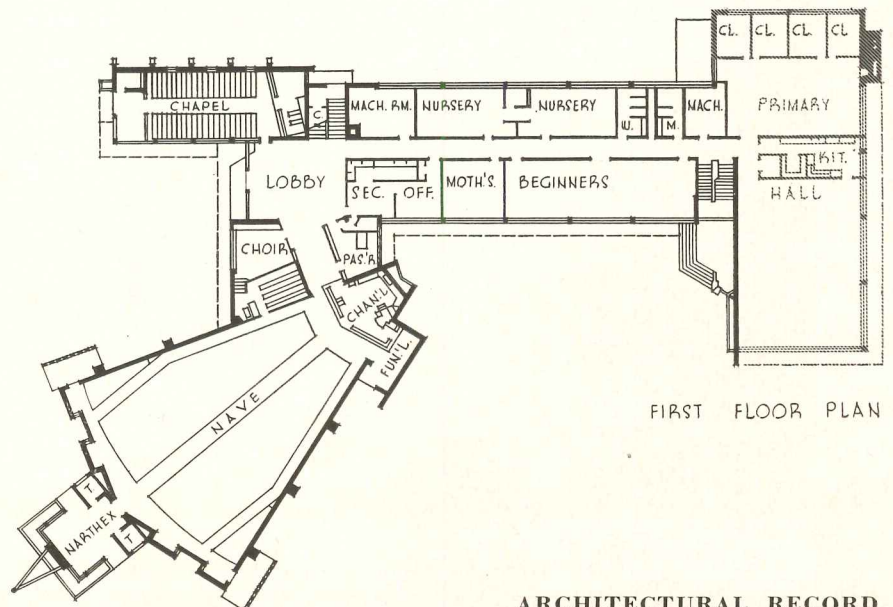 CL. CL. CL. CL
CHAPEL
C.
MACH. RM.
NURSERY
NURSERY
W.
M.
MACH.
PRIMARY
KIT.
HALL
LOBBY
SEC. OFF.
MOTH'S.
BEGINNERS
CHOIR
PAS.'R
CHAN.'L
FUN.'L.
NAVE
T.
NARTHEX
T.
FIRST FLOOR PLAN
ARCHITECTURAL RECORD